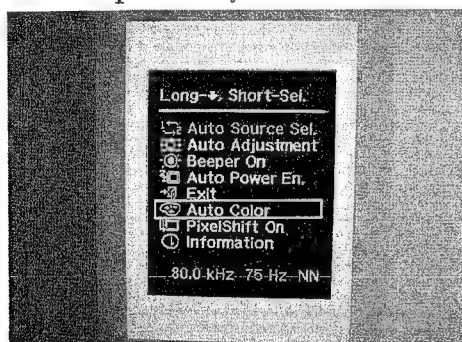 Long-⬇, Short-Sel.
Auto Source Sel.
Auto Adjustment
Beeper On
Auto Power En.
Exit
Auto Color
PixelShift On
Information
80.0 kHz 75 Hz NN